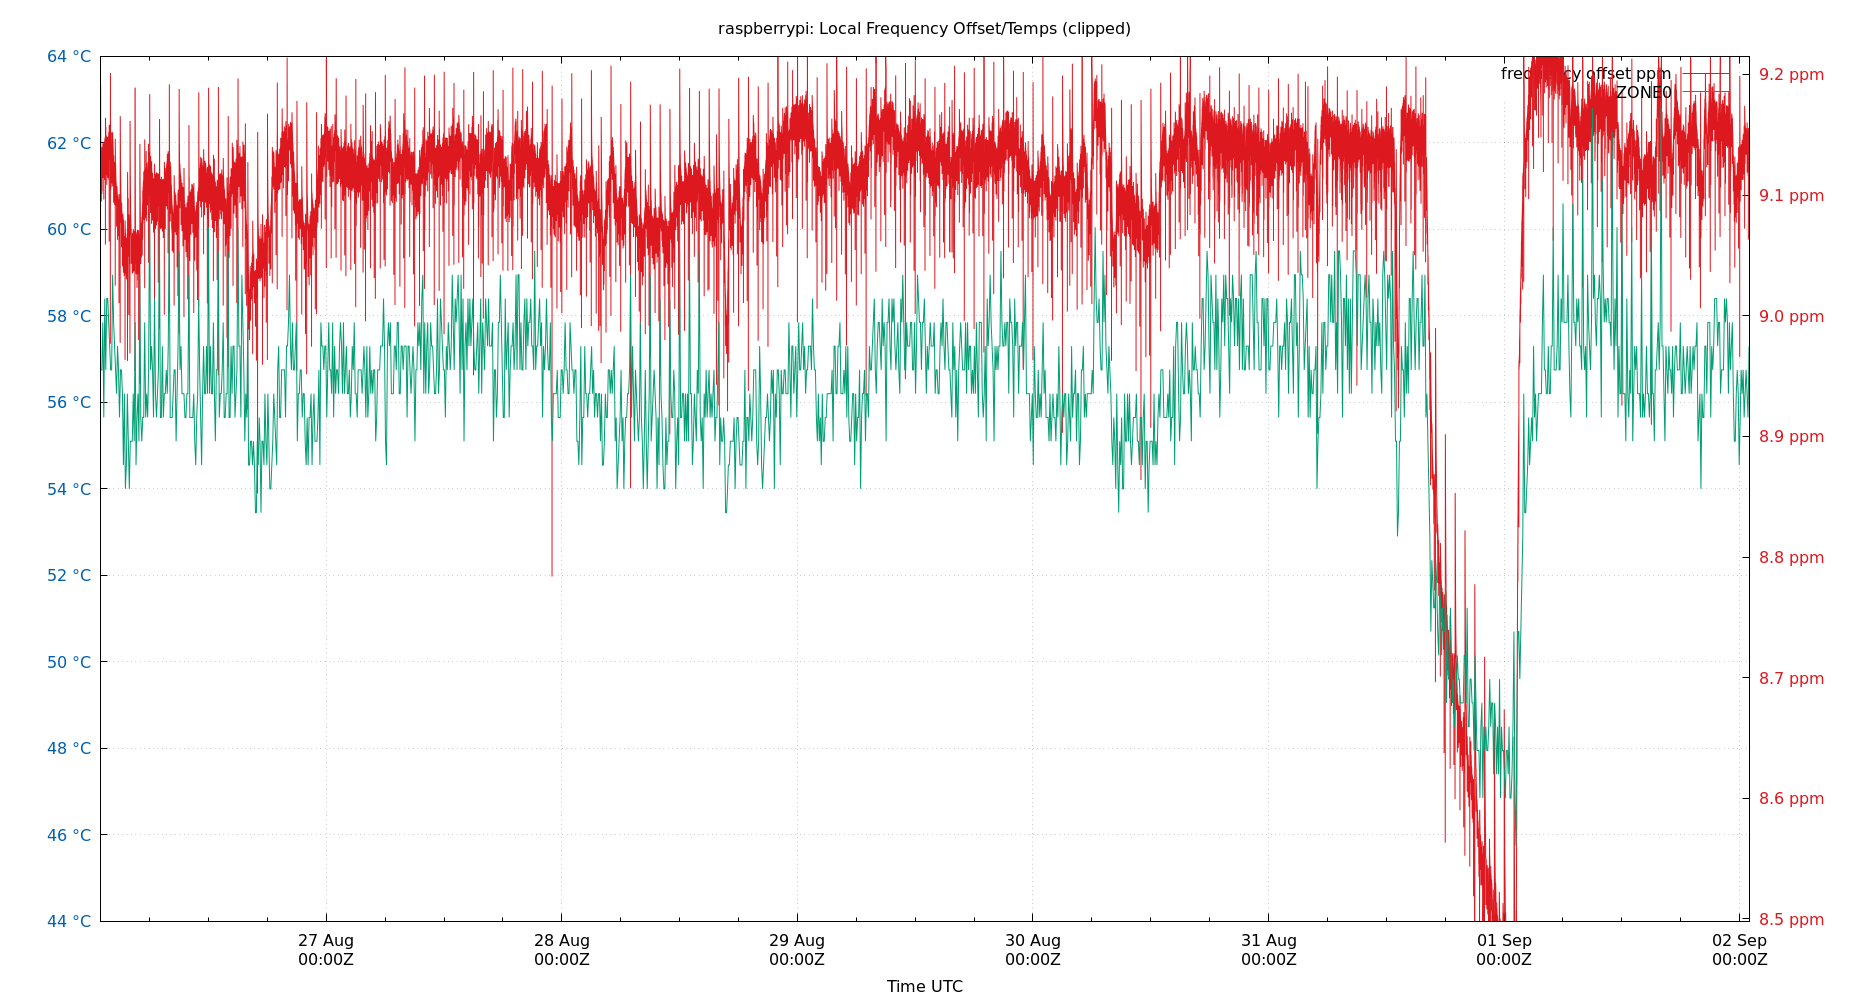 raspberrypi: Local Frequency Offset/Temps (clipped)
64 °C
62 °C
60 °C
58 °C
56 °C
54 °C
52 °C
50 °C
48 °C
46 °C
44 °C
frequency offset ppm
ZONE0
9.2 ppm
9.1 ppm
9.0 ppm
8.9 ppm
8.8 ppm
8.7 ppm
8.6 ppm
8.5 ppm
27 Aug
00:00Z
28 Aug
00:00Z
29 Aug
00:00Z
30 Aug
00:00Z
31 Aug
00:00Z
01 Sep
00:00Z
02 Sep
00:00Z
Time UTC